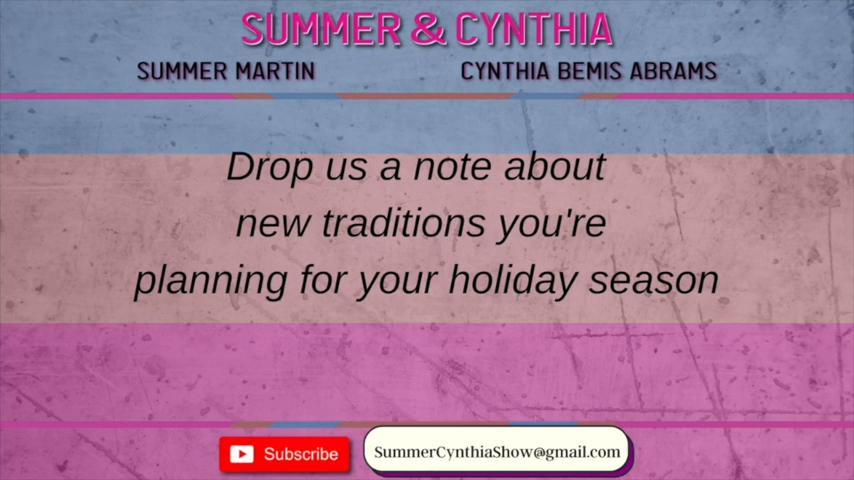 SUMMER & CYNTHIA
SUMMER MARTIN
CYNTHIA BEMIS ABRAMS
Drop us a note about
new traditions you're
planning for your holiday season
Subscribe
SummerCynthiaShow@gmail.com